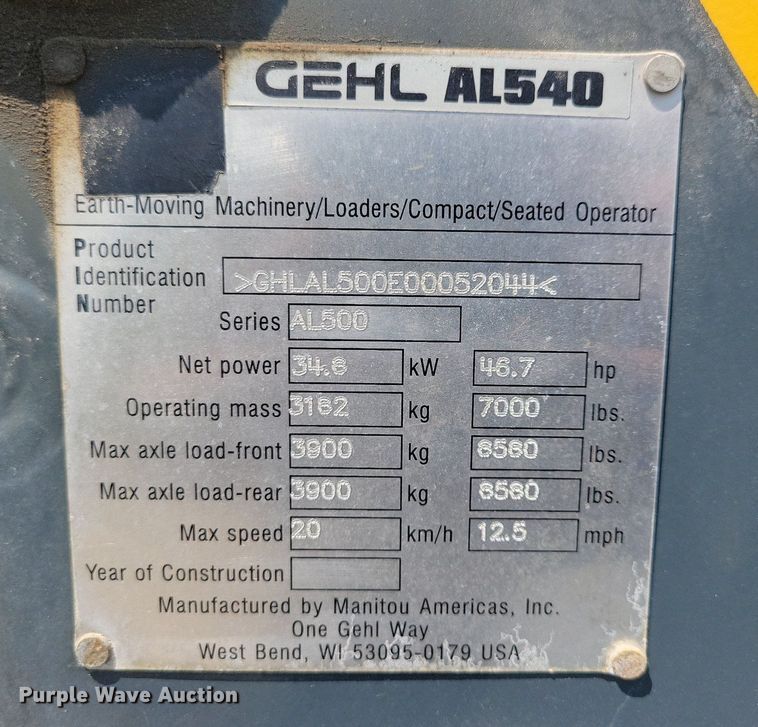 GEHL AL540
Earth-Moving Machinery/Loaders/Compact/Seated Operator
Product
Identification >GHLAL500E00052044<
Number
Series AL500
Net power 34.8 kW 46.7 hp
Operating mass kg 7000 lbs.
Max axle load-front 3900 kg lbs.
Max axle load-rear 3900 kg lbs.
Max speed 20 km/h 12.5 mph
Year of Construction
Manufactured by Manitou Americas, Inc.
One Gehl Way
West Bend, WI 53095-0179 USA
Purple Wave Auction